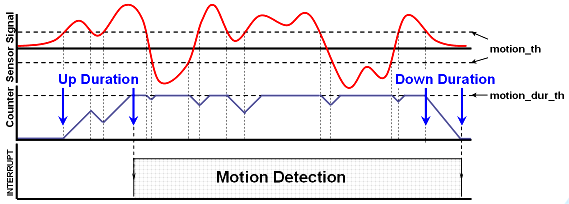 Sensor Signal
motion_th
Up Duration
Down Duration
Counter
motion_dur_th
INTERRUPT
Motion Detection